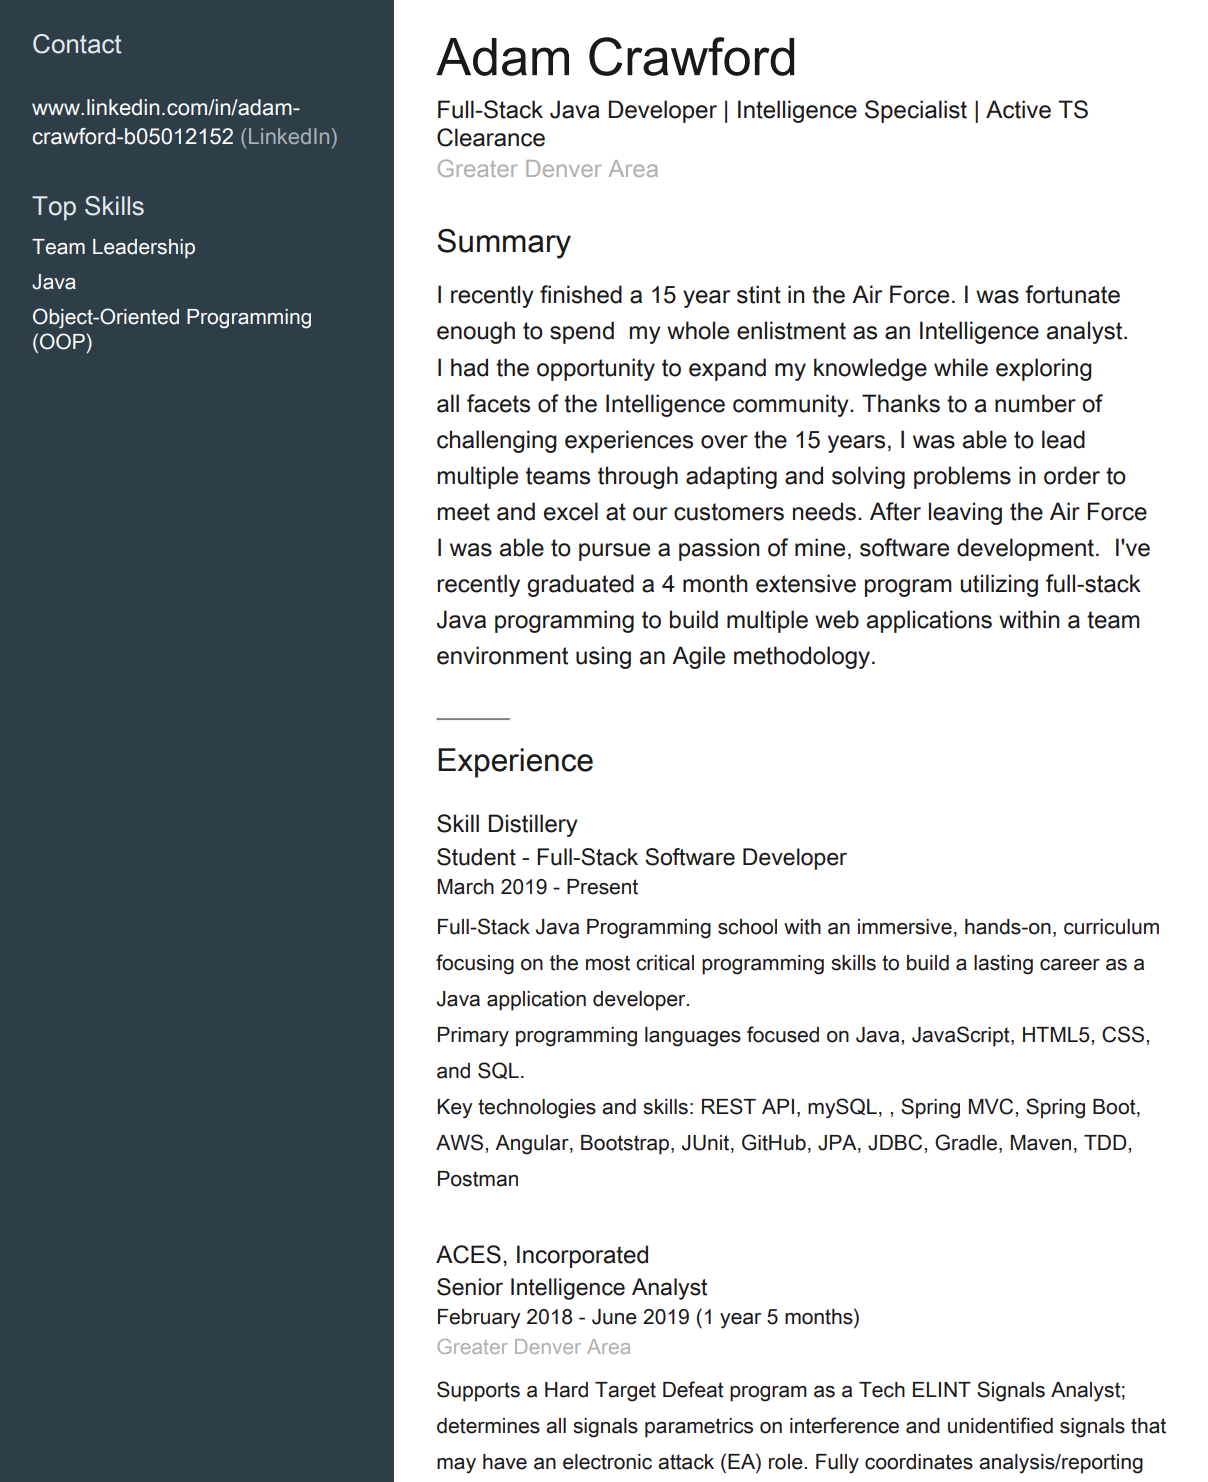 Contact
www.linkedin.com/in/adam-
crawford-b05012152 (LinkedIn)
Top Skills
Team Leadership
Java
Object-Oriented Programming
(OOP)
Adam Crawford
Full-Stack Java Developer | Intelligence Specialist | Active TS
Clearance
Greater Denver Area
Summary
I recently finished a 15 year stint in the Air Force. I was fortunate
enough to spend  my whole enlistment as an Intelligence analyst.
I had the opportunity to expand my knowledge while exploring
all facets of the Intelligence community. Thanks to a number of
challenging experiences over the 15 years, I was able to lead
multiple teams through adapting and solving problems in order to
meet and excel at our customers needs. After leaving the Air Force
I was able to pursue a passion of mine, software development.  I've
recently graduated a 4 month extensive program utilizing full-stack
Java programming to build multiple web applications within a team
environment using an Agile methodology.
Experience
Skill Distillery
Student - Full-Stack Software Developer
March 2019 - Present
Full-Stack Java Programming school with an immersive, hands-on, curriculum
focusing on the most critical programming skills to build a lasting career as a
Java application developer.
Primary programming languages focused on Java, JavaScript, HTML5, CSS,
and SQL.
Key technologies and skills: REST API, mySQL, , Spring MVC, Spring Boot,
AWS, Angular, Bootstrap, JUnit, GitHub, JPA, JDBC, Gradle, Maven, TDD,
Postman
ACES, Incorporated
Senior Intelligence Analyst
February 2018 - June 2019 (1 year 5 months)
Greater Denver Area
Supports a Hard Target Defeat program as a Tech ELINT Signals Analyst;
determines all signals parametrics on interference and unidentified signals that
may have an electronic attack (EA) role. Fully coordinates analysis/reporting